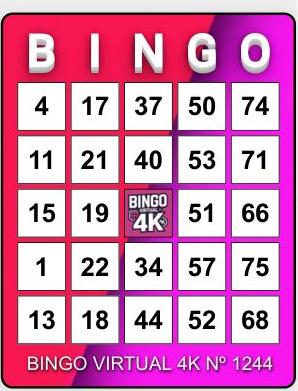 B I N G O
4 17 37 50 74
11 21 40 53 71
15 19 BINGO VIRTUAL 4K 51 66
1 22 34 57 75
13 18 44 52 68
BINGO VIRTUAL 4K Nº 1244